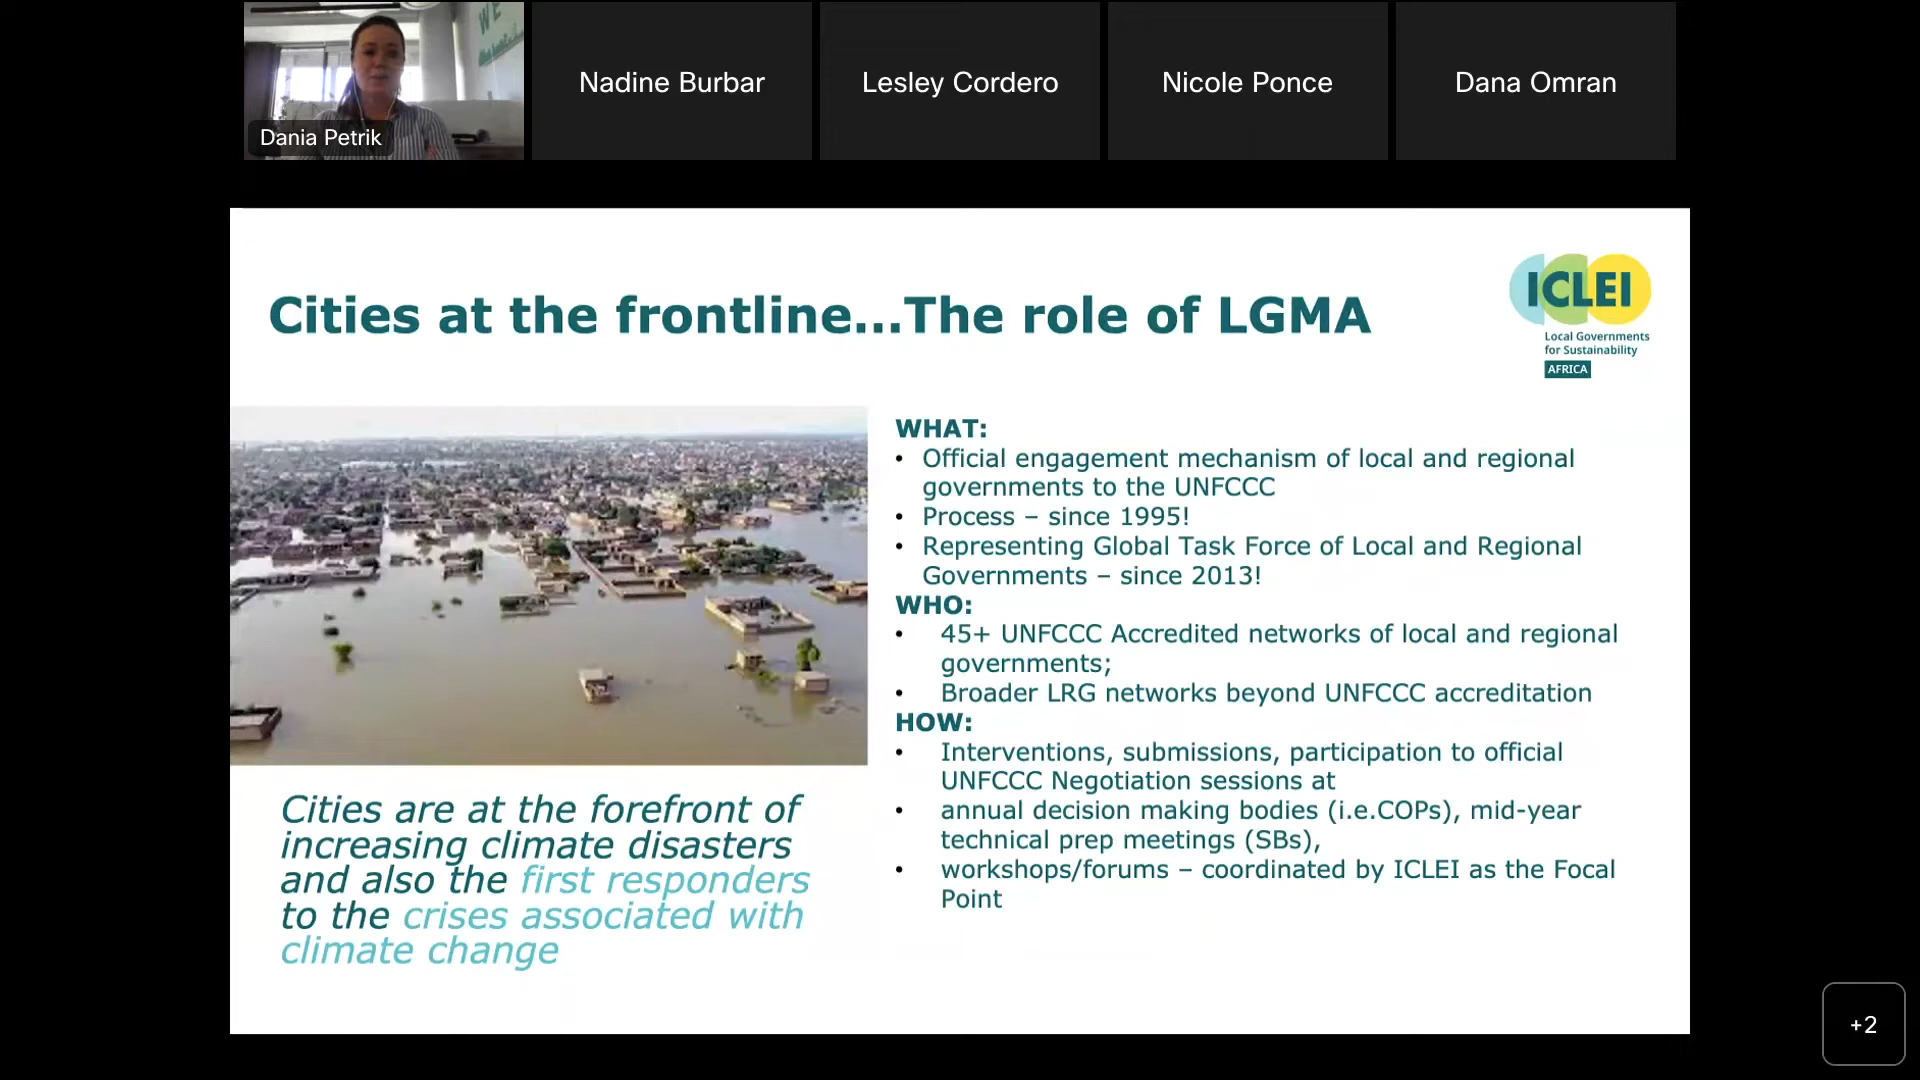 WE
Dania Petrik
Nadine Burbar
Lesley Cordero
Nicole Ponce
Dana Omran
Cities at the frontline...The role of LGMA
ICLEI
Local Governments
for Sustainability
AFRICA
WHAT:
• Official engagement mechanism of local and regional
governments to the UNFCCC
• Process – since 1995!
• Representing Global Task Force of Local and Regional
Governments – since 2013!
WHO:
• 45+ UNFCCC Accredited networks of local and regional
governments;
• Broader LRG networks beyond UNFCCC accreditation
HOW:
• Interventions, submissions, participation to official
UNFCCC Negotiation sessions at
• annual decision making bodies (i.e.COPs), mid-year
technical prep meetings (SBs),
• workshops/forums – coordinated by ICLEI as the Focal
Point
Cities are at the forefront of
increasing climate disasters
and also the first responders
to the crises associated with
climate change
+2